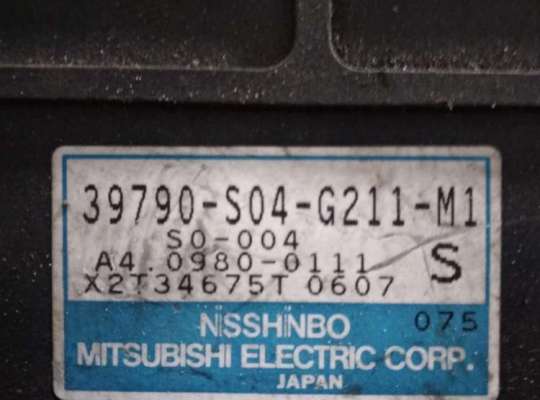 39790-S04-G211-M1
S0-004
A4.0980-0111 S
X2T34675T 0607
NISSHINBO 075
MITSUBISHI ELECTRIC CORP.
JAPAN